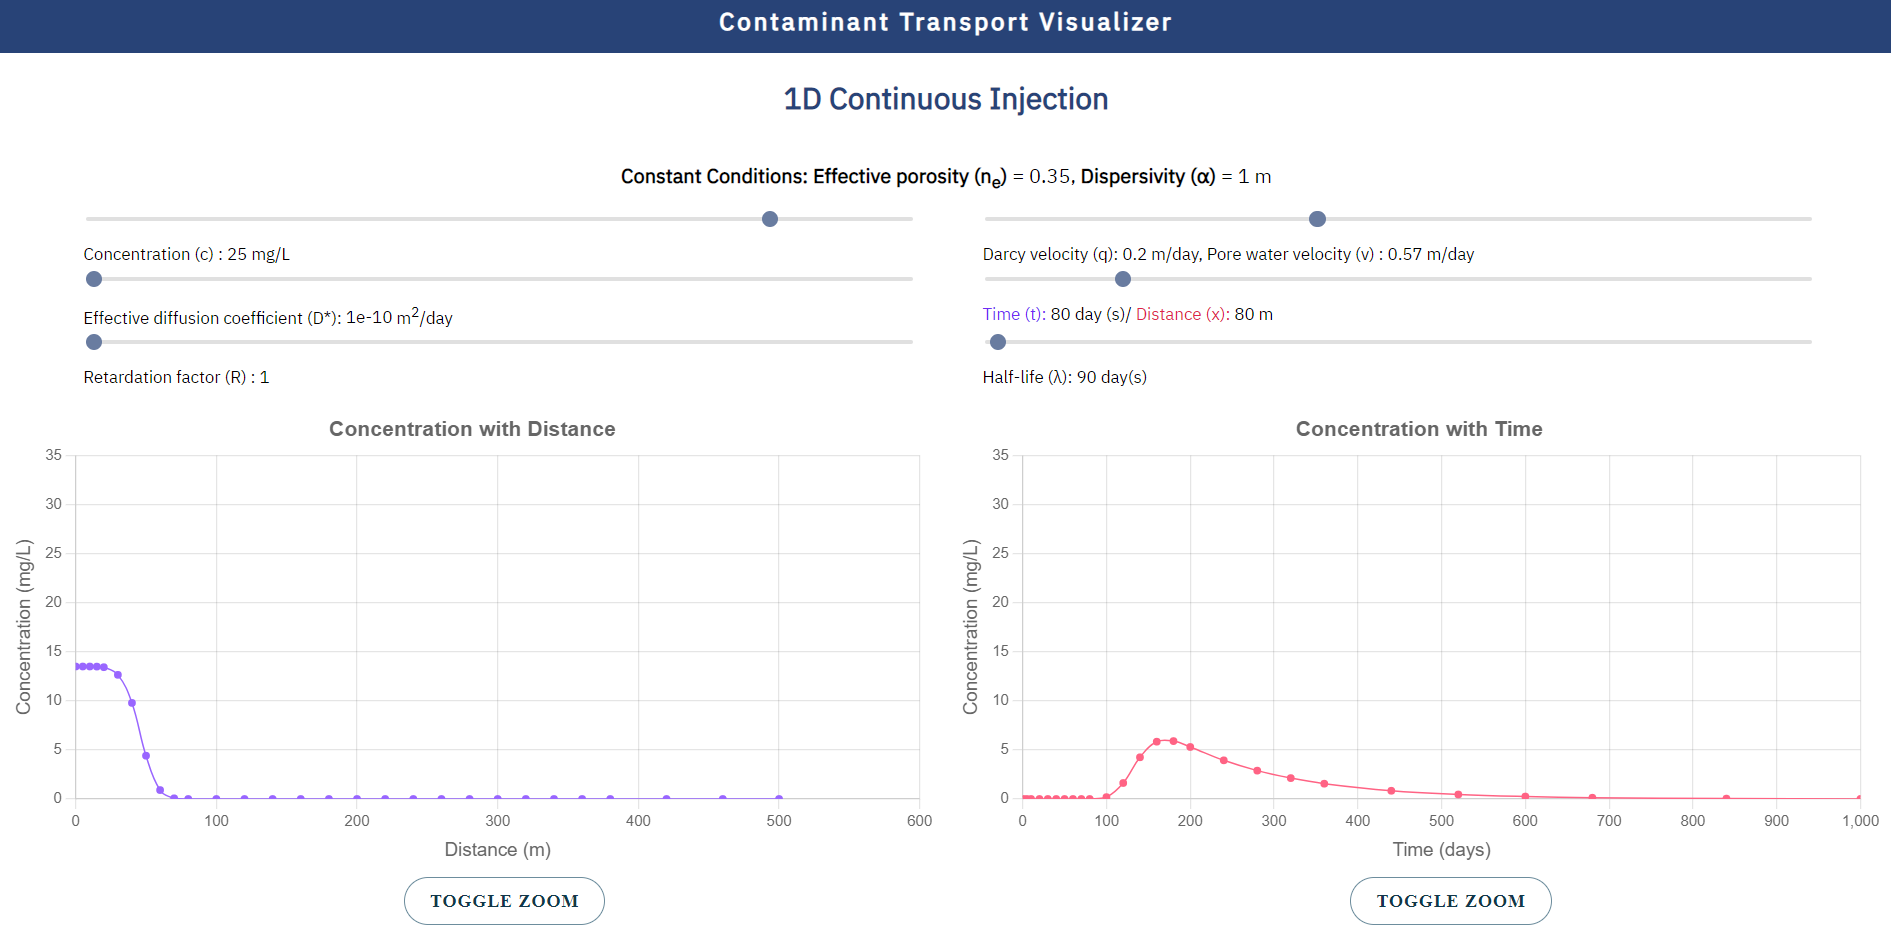 Contaminant Transport Visualizer
1D Continuous Injection
Constant Conditions: Effective porosity (nₑ) = 0.35, Dispersivity (α) = 1 m
Concentration (c) : 25 mg/L
Darcy velocity (q): 0.2 m/day, Pore water velocity (v) : 0.57 m/day
Effective diffusion coefficient (D*): 1e-10 m²/day
Time (t): 80 day (s)/ Distance (x): 80 m
Retardation factor (R) : 1
Half-life (λ): 90 day(s)
Concentration with Distance
35
30
25
20
15
10
5
0
Concentration (mg/L)
0 100 200 300 400 500 600
Distance (m)
TOGGLE ZOOM
Concentration with Time
35
30
25
20
15
10
5
0
Concentration (mg/L)
0 100 200 300 400 500 600 700 800 900 1,000
Time (days)
TOGGLE ZOOM